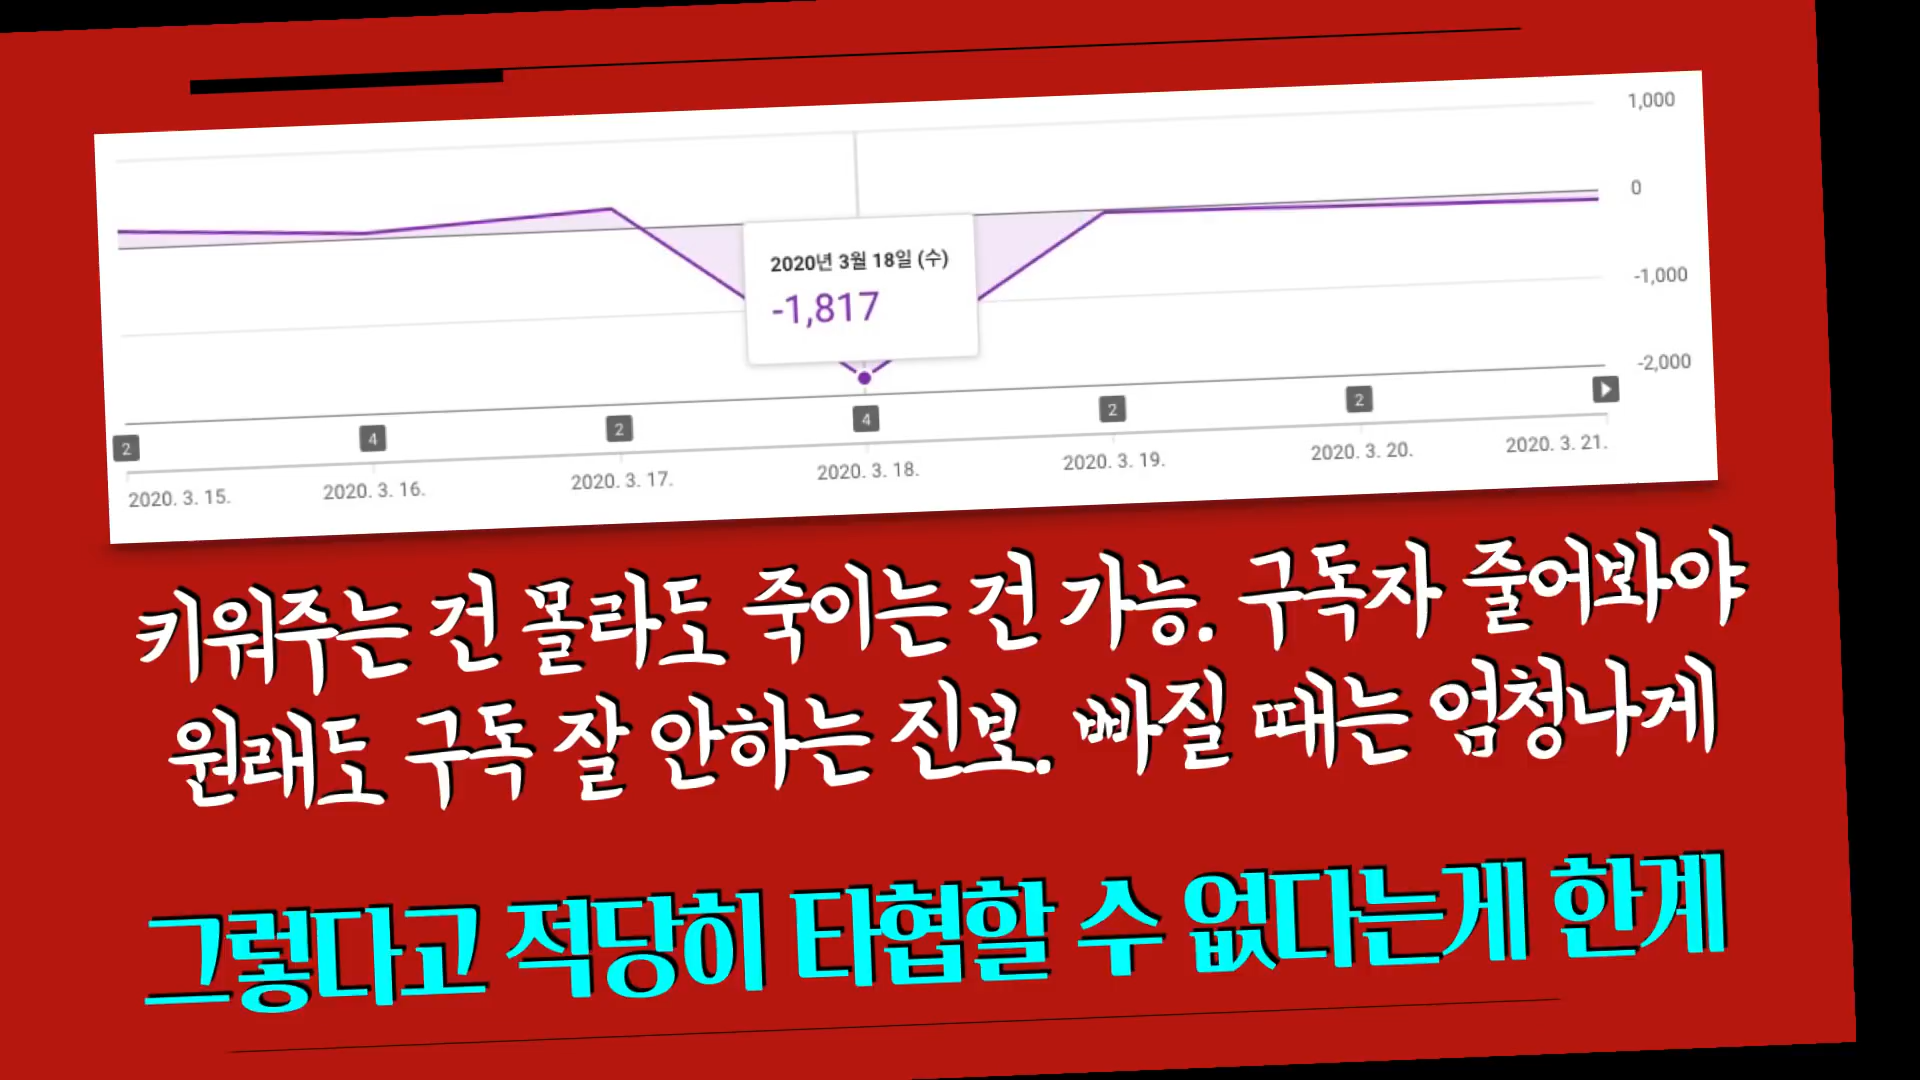 1,000
0
-1,000
-2,000
2020년 3월 18일 (수)
-1,817
2 4 2 4 2 2
2020. 3. 15. 2020. 3. 16. 2020. 3. 17. 2020. 3. 18. 2020. 3. 19. 2020. 3. 20. 2020. 3. 21.
키워주는 건 몰라도 죽이는 건 가능. 구독자 줄어봐야
원래도 구독 잘 안하는 진보. 빠질 때는 엄청나게
그렇다고 적당히 타협할 수 없다는게 한계